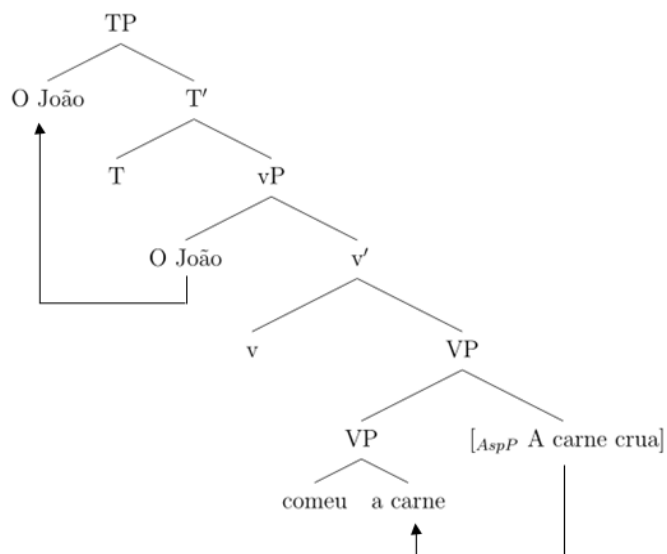 TP
O João T′
T vP
O João v′
v VP
VP [AspP A carne crua]
comeu a carne